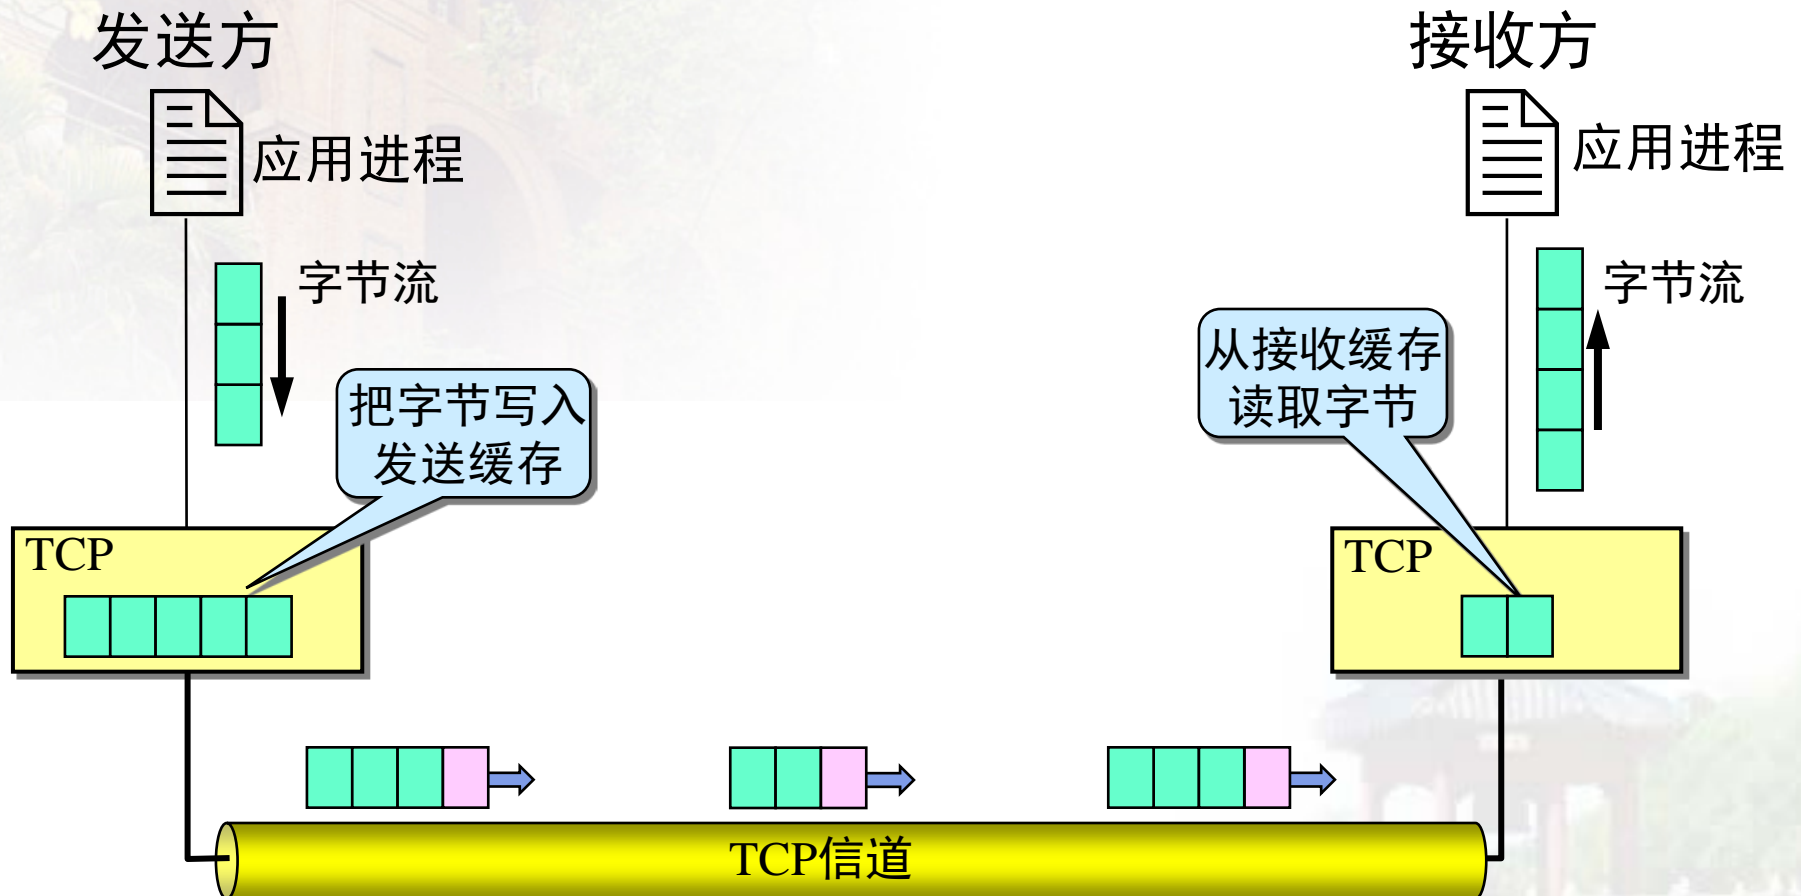 发送方
接收方
应用进程
应用进程
字节流
字节流
把字节写入
发送缓存
从接收缓存
读取字节
TCP
TCP
TCP信道